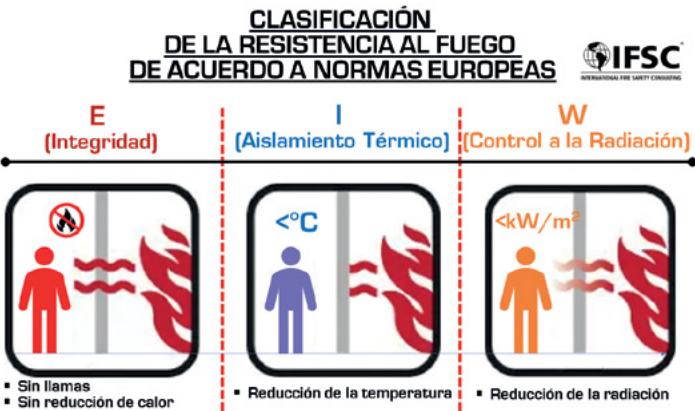 CLASIFICACIÓN
DE LA RESISTENCIA AL FUEGO
DE ACUERDO A NORMAS EUROPEAS
IFSC
INTERNATIONAL FIRE SAFETY CONSULTING
E
(Integridad)
I
(Aislamiento Térmico)
W
(Control a la Radiación)
<°C
<kW/m²
▪ Sin llamas
▪ Sin reducción de calor
▪ Reducción de la temperatura
▪ Reducción de la radiación